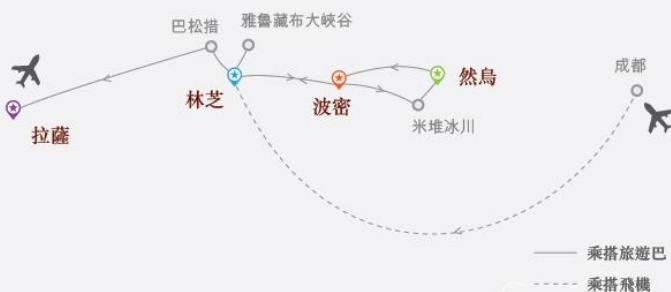 巴松措
雅魯藏布大峽谷
林芝
波密
然烏
成都
米堆冰川
拉薩
乘搭旅遊巴
乘搭飛機